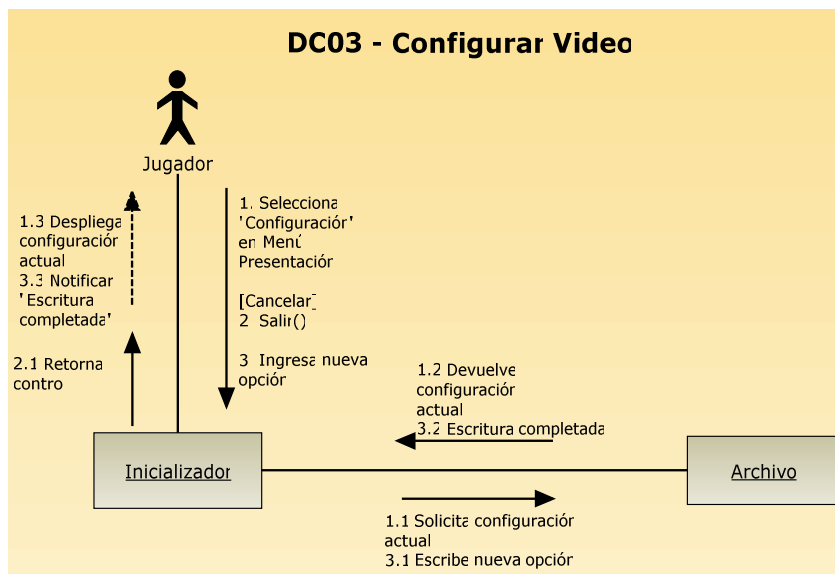 DC03 - Configurar Video
Jugador
1.3 Despliega
configuración
actual
3.3 Notificar
'Escritura
completada'
2.1 Retorna
contro
1. Selecciona
'Configuración'
en Menú
Presentación
[Cancelar]
2 Salir()
3 Ingresa nueva
opción
1.2 Devuelve
configuración
actual
3.2 Escritura completada
Inicializador
Archivo
1.1 Solicita configuración
actual
3.1 Escribe nueva opción